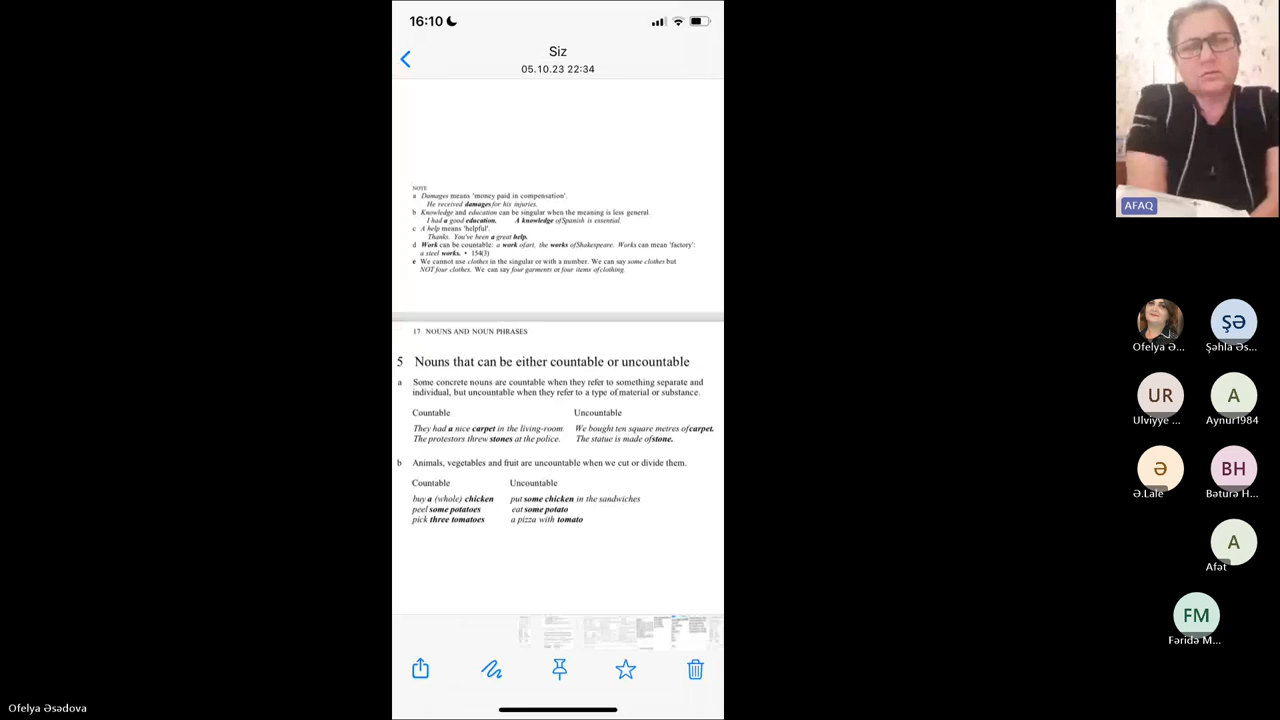 16:10
Siz
05.10.23 22:34
NOTE
a Damages means 'money paid in compensation'.
He received damages for his injuries.
b Knowledge and education can be singular when the meaning is less general.
I had a good education. A knowledge of Spanish is essential.
c A help means 'helpful'.
Thanks. You've been a great help.
d Work can be countable: a work of art, the works of Shakespeare. Works can mean 'factory':
a steel works. • 154(3)
e We cannot use clothes in the singular or with a number. We can say some clothes but
NOT four clothes. We can say four garments or four items of clothing.
17 NOUNS AND NOUN PHRASES
5 Nouns that can be either countable or uncountable
a Some concrete nouns are countable when they refer to something separate and
individual, but uncountable when they refer to a type of material or substance.
Countable Uncountable
They had a nice carpet in the living-room. We bought ten square metres of carpet.
The protestors threw stones at the police. The statue is made of stone.
b Animals, vegetables and fruit are uncountable when we cut or divide them.
Countable Uncountable
buy a (whole) chicken put some chicken in the sandwiches
peel some potatoes eat some potato
pick three tomatoes a pizza with tomato
AFAQ
Ofelya Ə...
ŞƏ
Şəhla Əs...
UR
Ulviyye ...
A
Aynur1984
Ə
Ə.Lale
BH
Bəturə H...
A
Afət
FM
Fəridə M...
Ofelya Əsədova